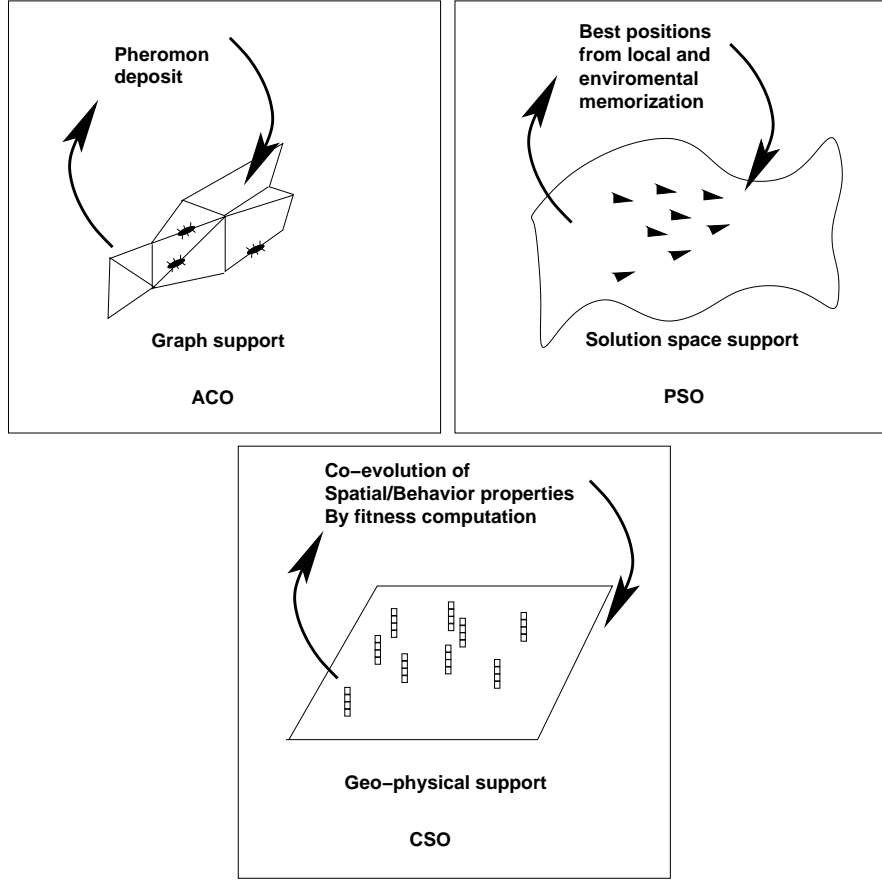 Pheromon
deposit
Graph support
ACO
Best positions
from local and
enviromental
memorization
Solution space support
PSO
Co−evolution of
Spatial/Behavior properties
By fitness computation
Geo−physical support
CSO